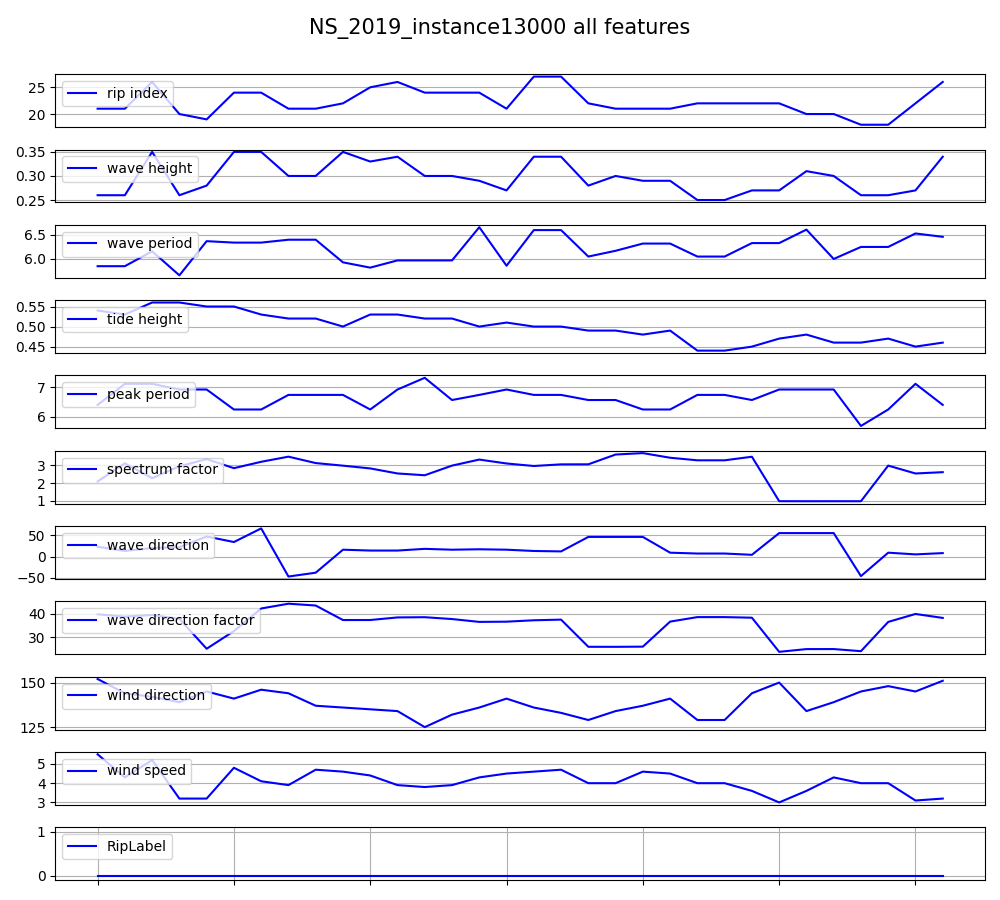 NS_2019_instance13000 all features
25
20
rip index
0.35
0.30
0.25
wave height
6.5
6.0
wave period
0.55
0.50
0.45
tide height
7
6
peak period
3
2
1
spectrum factor
50
0
−50
wave direction
40
30
wave direction factor
150
125
wind direction
5
4
3
wind speed
1
0
RipLabel